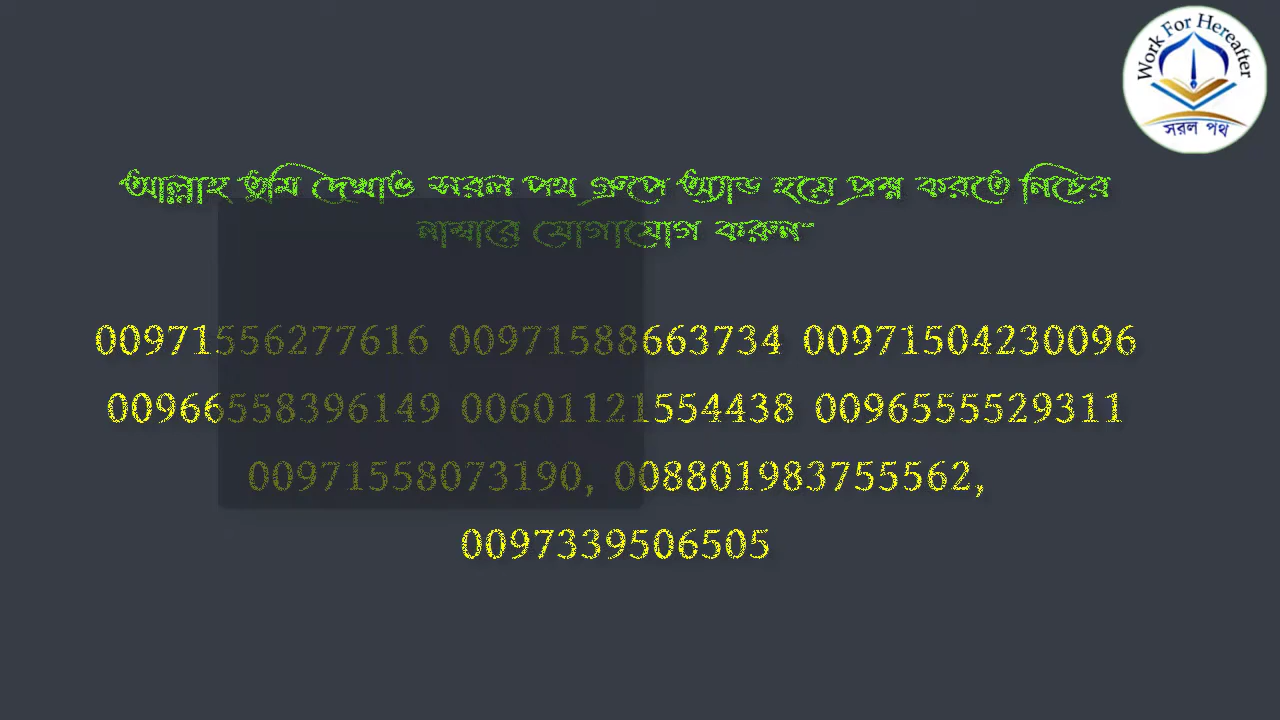 Work For Hereafter
সরল পথ
আল্লাহ তুমি দেখাও সরল পথ গ্রুপে অ্যাড হয়ে প্রশ্ন করতে নিচের
নাম্বারে যোগাযোগ করুন-
00971556277616 00971588663734 00971504230096
00966558396149 00601121554438 0096555529311
00971558073190, 008801983755562,
0097339506505